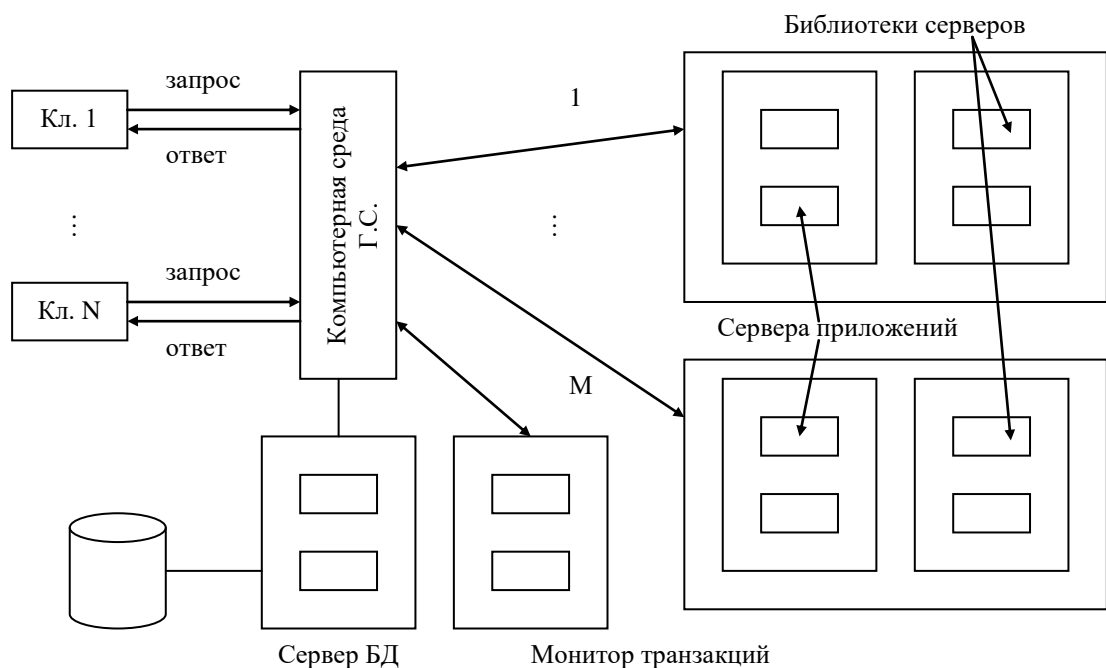 Библиотеки серверов
запрос
Кл. 1
ответ
Компьютерная среда
Г.С.
1
⋮
⋮
запрос
Кл. N
ответ
Сервера приложений
М
Сервер БД
Монитор транзакций